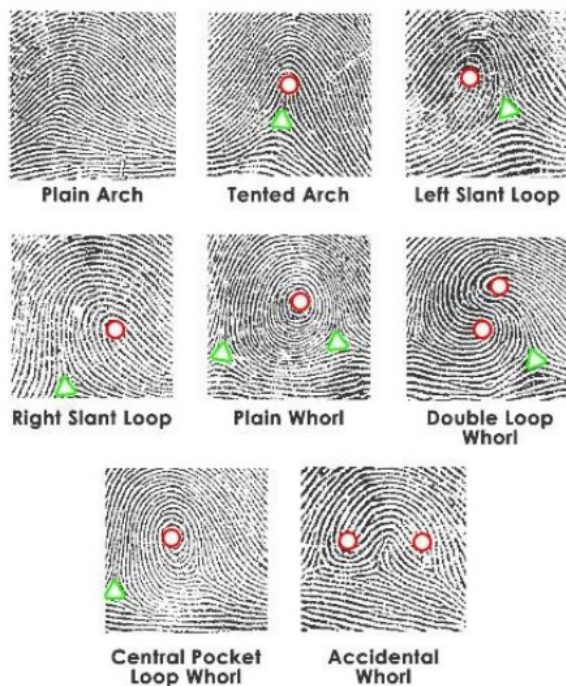 Plain Arch
Tented Arch
Left Slant Loop
Right Slant Loop
Plain Whorl
Double Loop
Whorl
Central Pocket
Loop Whorl
Accidental
Whorl